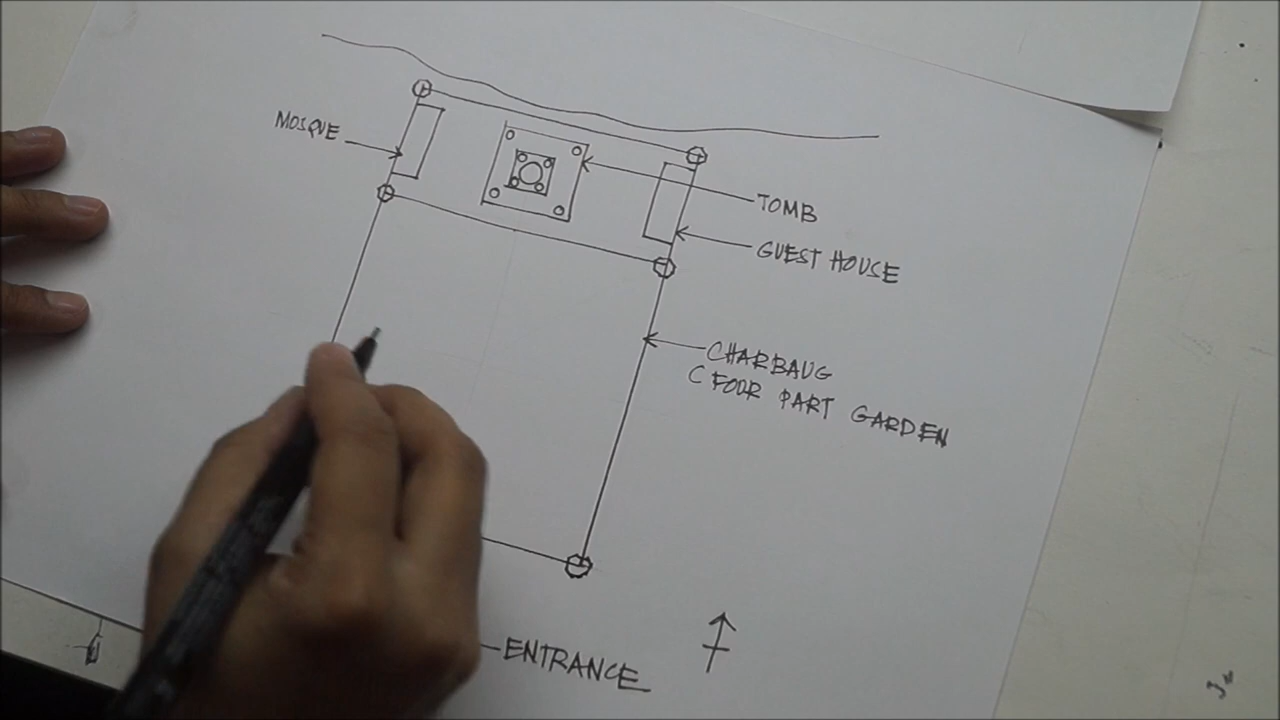 MOSQUE
TOMB
GUEST HOUSE
CHARBAUG
( FOUR PART GARDEN
ENTRANCE